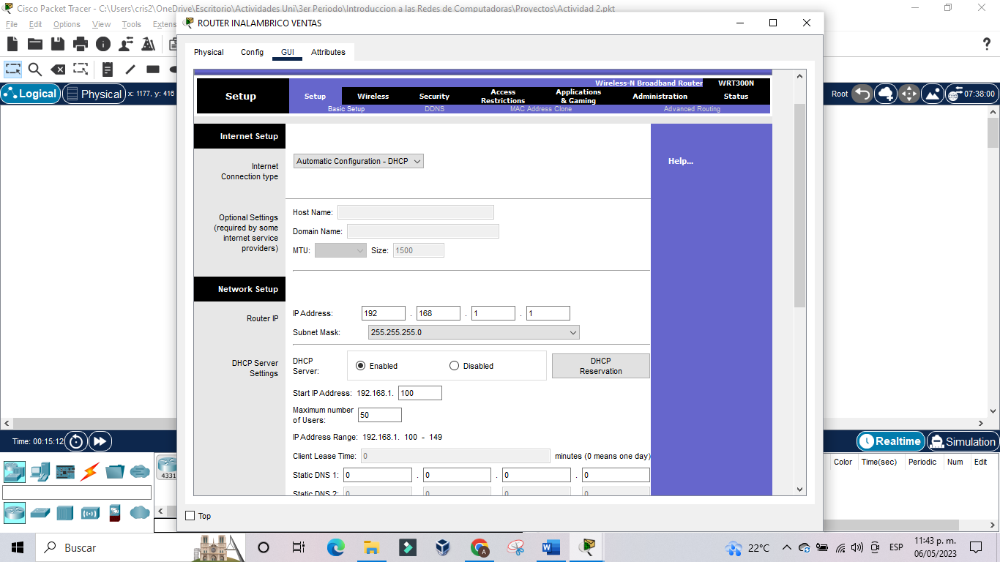 Cisco Packet Tracer - C:\Users\cris2\OneDrive\Escritorio\Actividades Uni\3er Periodo\Introduccion a las Redes de Computadoras\Proyectos\Actividad 2.pkt
File Edit Options View Tools Extens
ROUTER INALAMBRICO VENTAS
Physical Config GUI Attributes
Logical Physical x: 1177, y: 416
Root 07:38:00
Wireless-N Broadband Router WRT300N
Setup
Setup Wireless Security Access Restrictions Applications & Gaming Administration Status
Basic Setup DDNS MAC Address Clone Advanced Routing
Internet Setup
Internet Connection type
Automatic Configuration - DHCP
Help...
Optional Settings (required by some internet service providers)
Host Name:
Domain Name:
MTU: Size: 1500
Network Setup
Router IP
IP Address: 192 . 168 . 1 . 1
Subnet Mask: 255.255.255.0
DHCP Server Settings
DHCP Server: Enabled Disabled DHCP Reservation
Start IP Address: 192.168.1. 100
Maximum number of Users: 50
IP Address Range: 192.168.1. 100 - 149
Client Lease Time: 0 minutes (0 means one day)
Static DNS 1: 0 . 0 . 0 . 0
Static DNS 2: 0 0 0 0
Top
Time: 00:15:12
Realtime Simulation
Color Time(sec) Periodic Num Edit
4331
Buscar
22°C
ESP
11:43 p. m.
06/05/2023